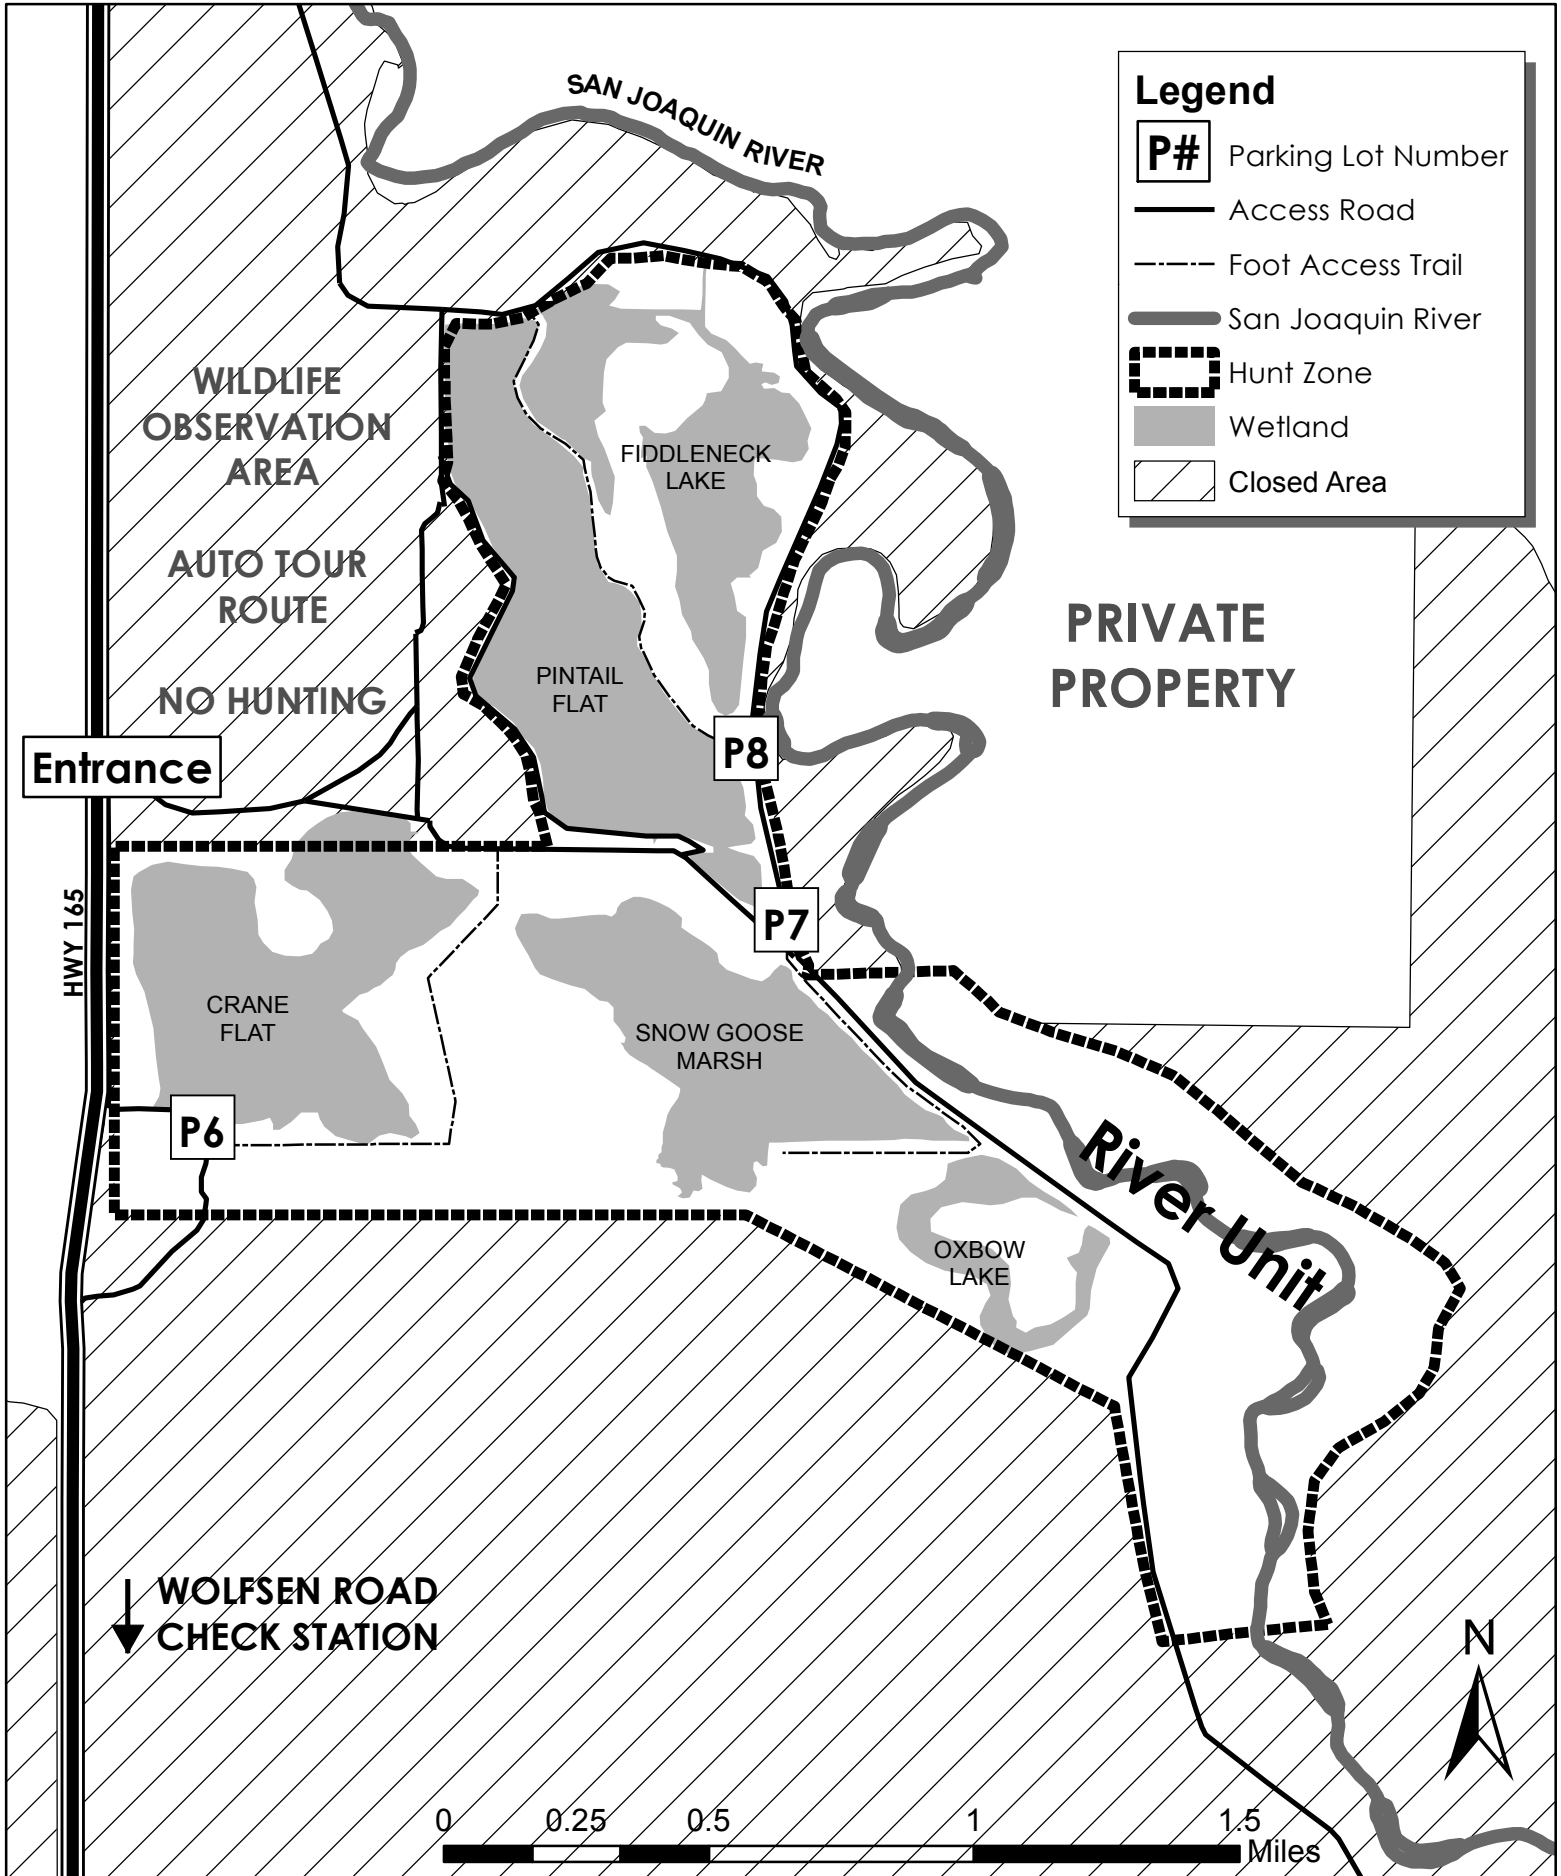 SAN JOAQUIN RIVER
Legend
P# Parking Lot Number
Access Road
Foot Access Trail
San Joaquin River
Hunt Zone
Wetland
Closed Area
WILDLIFE
OBSERVATION
AREA
AUTO TOUR
ROUTE
NO HUNTING
FIDDLENECK
LAKE
PRIVATE
PROPERTY
PINTAIL
FLAT
P8
Entrance
HWY 165
P7
CRANE
FLAT
SNOW GOOSE
MARSH
P6
River Unit
OXBOW
LAKE
WOLFSEN ROAD
CHECK STATION
N
0 0.25 0.5 1 1.5
Miles